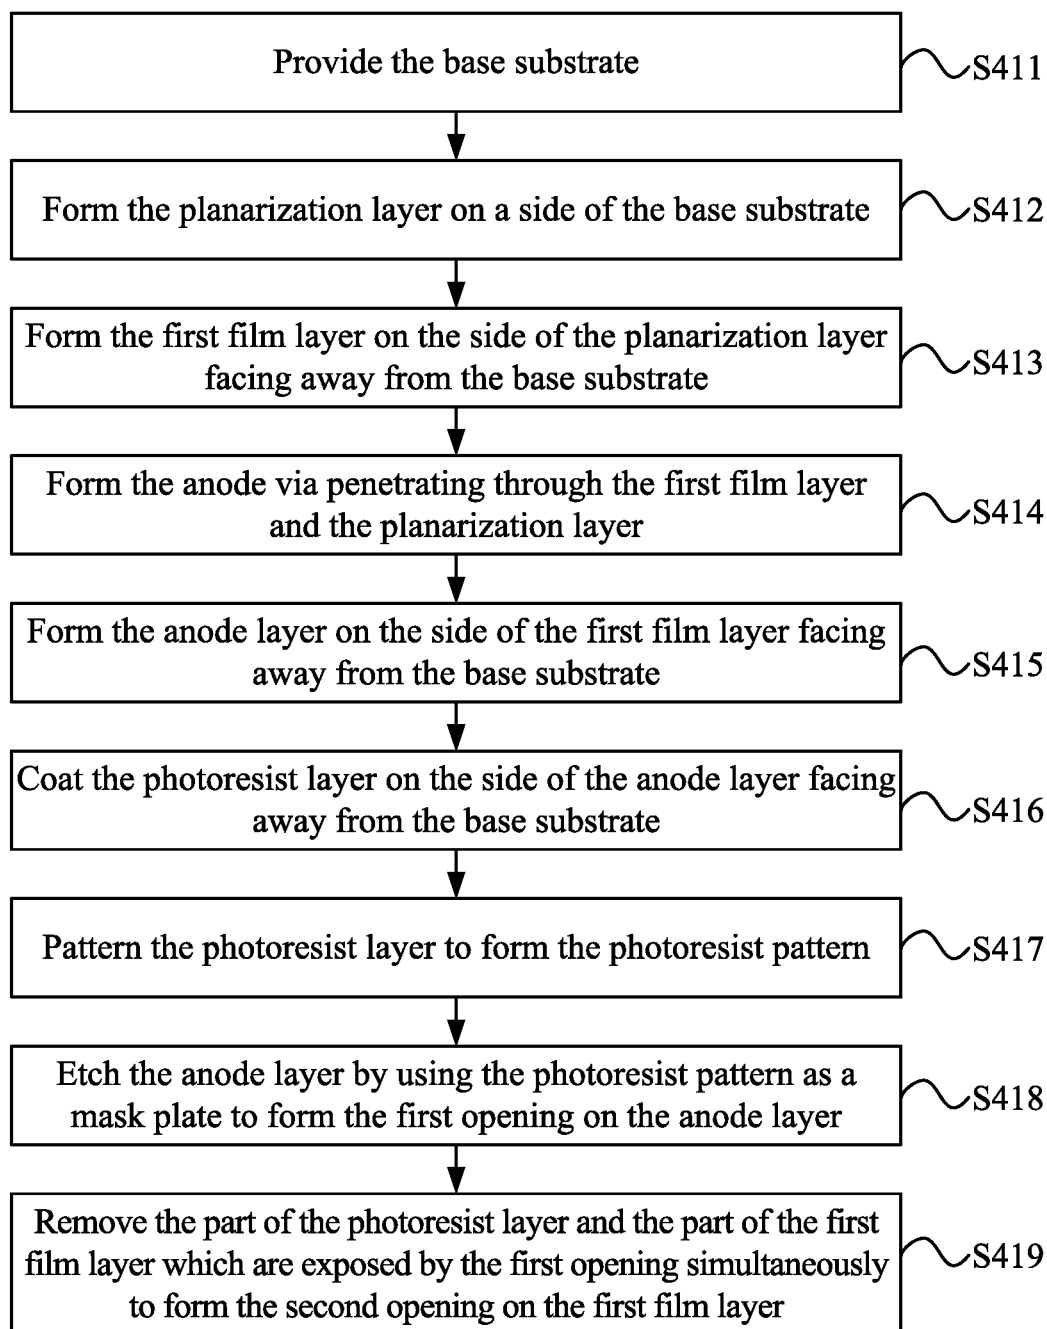 Provide the base substrate
S411
Form the planarization layer on a side of the base substrate
S412
Form the first film layer on the side of the planarization layer
facing away from the base substrate
S413
Form the anode via penetrating through the first film layer
and the planarization layer
S414
Form the anode layer on the side of the first film layer facing
away from the base substrate
S415
Coat the photoresist layer on the side of the anode layer facing
away from the base substrate
S416
Pattern the photoresist layer to form the photoresist pattern
S417
Etch the anode layer by using the photoresist pattern as a
mask plate to form the first opening on the anode layer
S418
Remove the part of the photoresist layer and the part of the first
film layer which are exposed by the first opening simultaneously
to form the second opening on the first film layer
S419